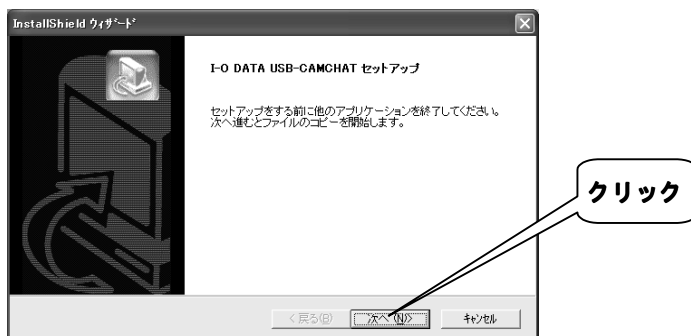 InstallShield ウィザード
I-O DATA USB-CAMCHAT セットアップ
セットアップをする前に他のアプリケーションを終了してください。
次へ進むとファイルのコピーを開始します。
クリック
< 戻る(B)
次へ(N)>
キャンセル